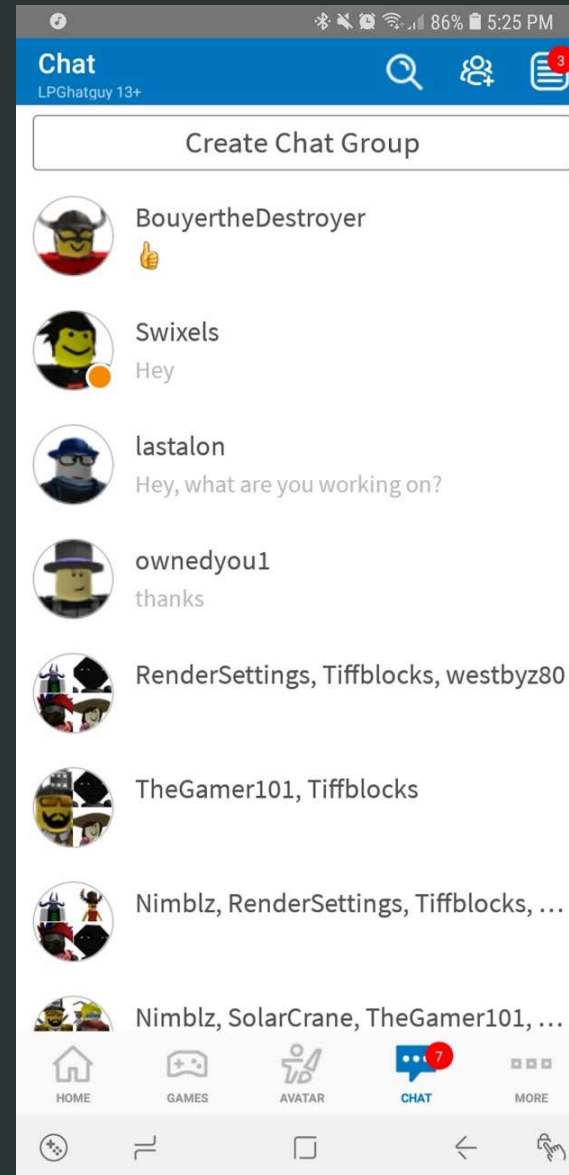 86% 5:25 PM
Chat
LPGhatguy 13+
3
Create Chat Group
BouyertheDestroyer
👍
Swixels
Hey
lastalon
Hey, what are you working on?
ownedyou1
thanks
RenderSettings, Tiffblocks, westbyz80
TheGamer101, Tiffblocks
Nimblz, RenderSettings, Tiffblocks, ...
Nimblz, SolarCrane, TheGamer101, ...
7
HOME GAMES AVATAR CHAT MORE